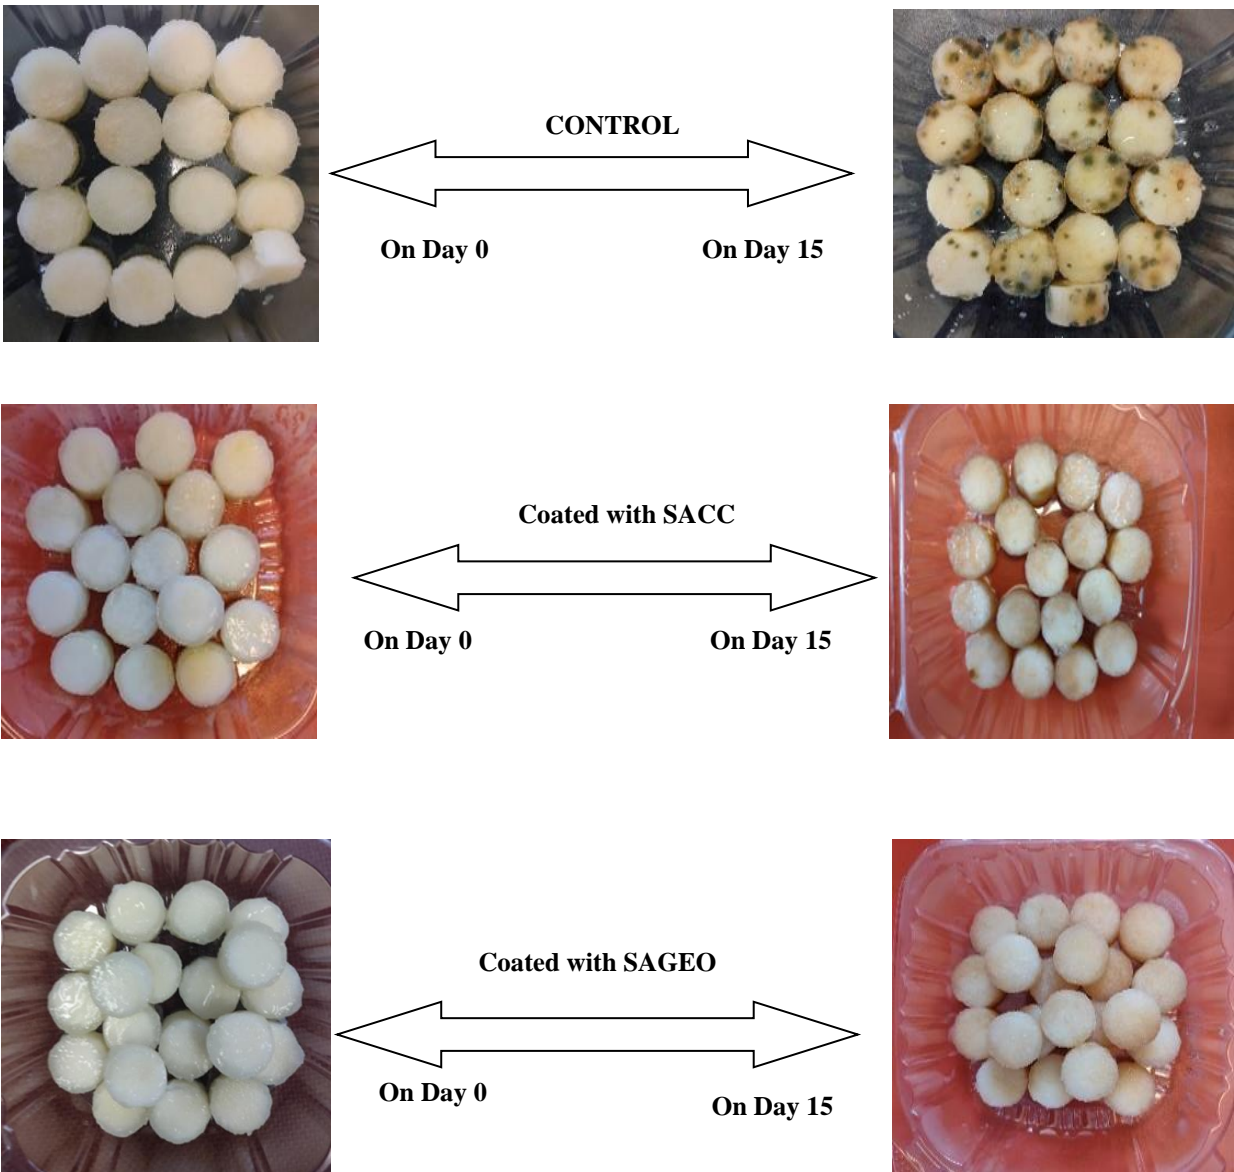 CONTROL
On Day 0
On Day 15
Coated with SACC
On Day 0
On Day 15
Coated with SAGEO
On Day 0
On Day 15